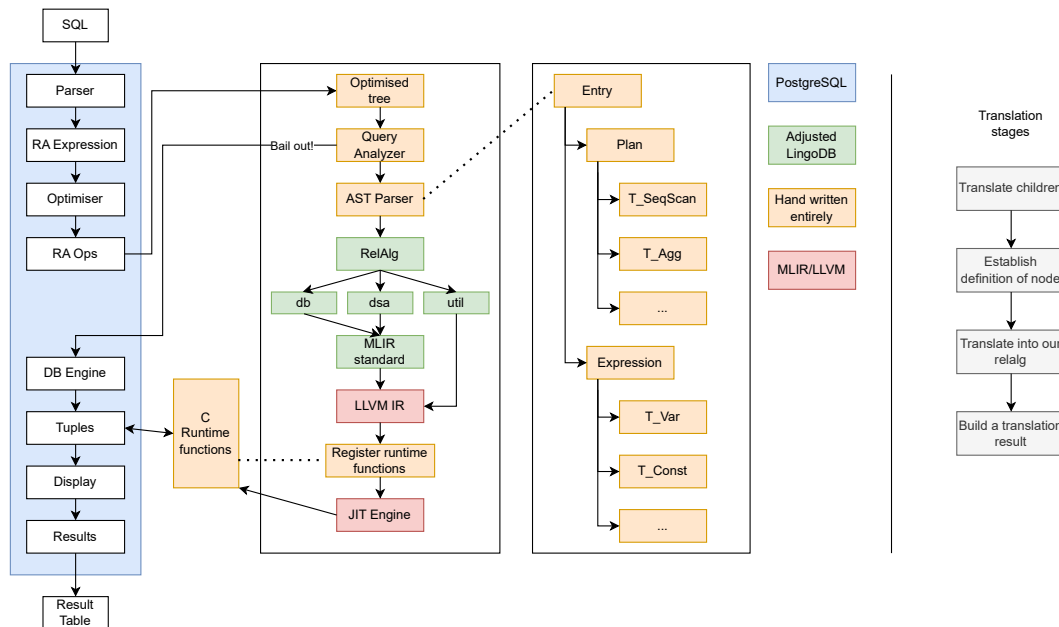 SQL
Parser
RA Expression
Optimiser
RA Ops
DB Engine
Tuples
Display
Results
Result
Table
C
Runtime
functions
Optimised
tree
Query
Analyzer
Bail out!
AST Parser
RelAlg
db
dsa
util
MLIR
standard
LLVM IR
Register runtime
functions
JIT Engine
Entry
Plan
T_SeqScan
T_Agg
...
Expression
T_Var
T_Const
...
PostgreSQL
Adjusted
LingoDB
Hand written
entirely
MLIR/LLVM
Translation
stages
Translate children
Establish
definition of node
Translate into our
relalg
Build a translation
result